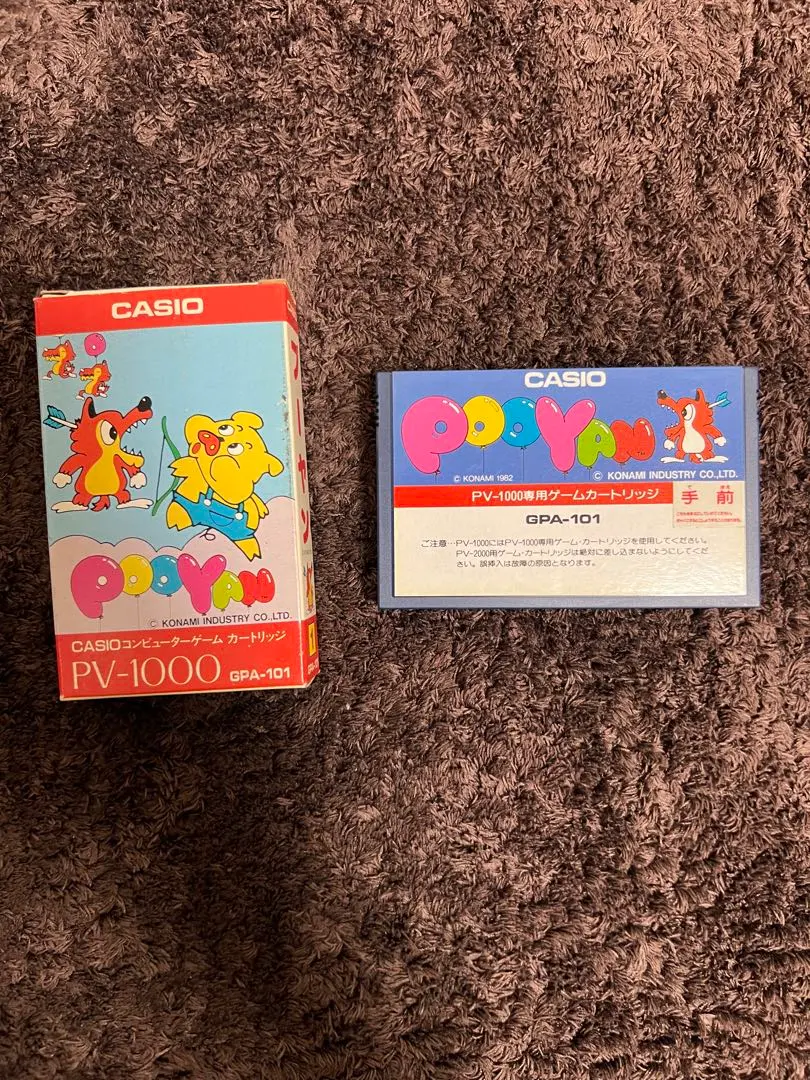 CASIO
プーヤン
POOYAN
© KONAMI INDUSTRY CO.,LTD.
CASIOコンピューターゲーム カートリッジ
PV-1000 GPA-101
CASIO
POOYAN
© KONAMI 1982 © KONAMI INDUSTRY CO.,LTD.
PV-1000専用ゲームカートリッジ
手前
GPA-101
ご注意…PV-1000にはPV-1000専用ゲーム・カートリッジを使用してください。
PV-2000用ゲーム・カートリッジは絶対に差し込まないようにしてくだ
さい。誤挿入は故障の原因となります。